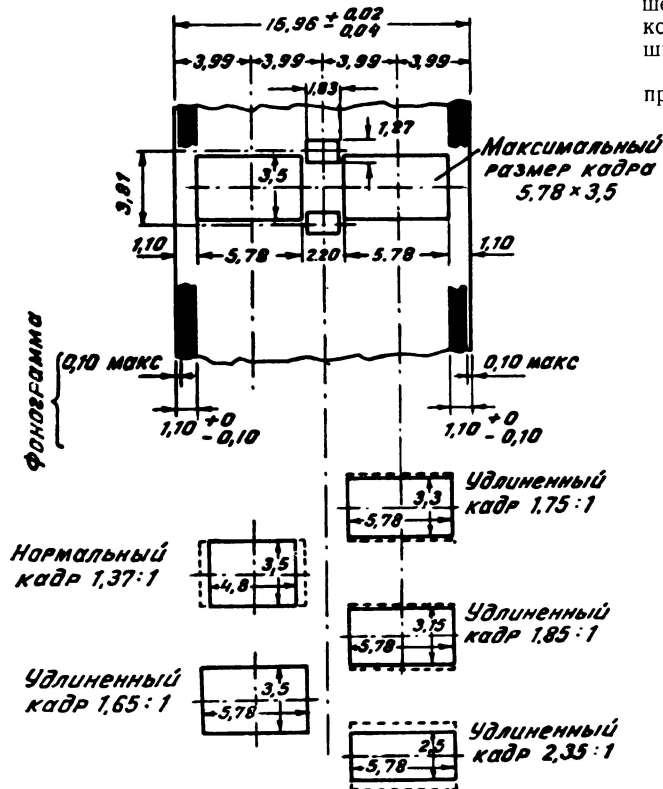 15,96 + 0,02
- 0,04
ше
ко
ш
пр
3,99 3,99 3,99 3,99
1,83
1,27
Максимальный
размер кадра
5.78 × 3,5
3,81
3,5
1,10
5,78
2.20
5,78
1,10
Фонограмма
0,10 макс
0,10 макс
1,10 +0
-0,10
1,10 +0
-0,10
3,3
5,78
Удлиненный
кадр 1.75:1
Нормальный
кадр 1,37:1
3,5
4,8
3,15
5,78
Удлиненный
кадр 1,85:1
Удлиненный
кадр 1,65:1
3,5
5,78
2,5
5,78
Удлиненный
кадр 2,35:1